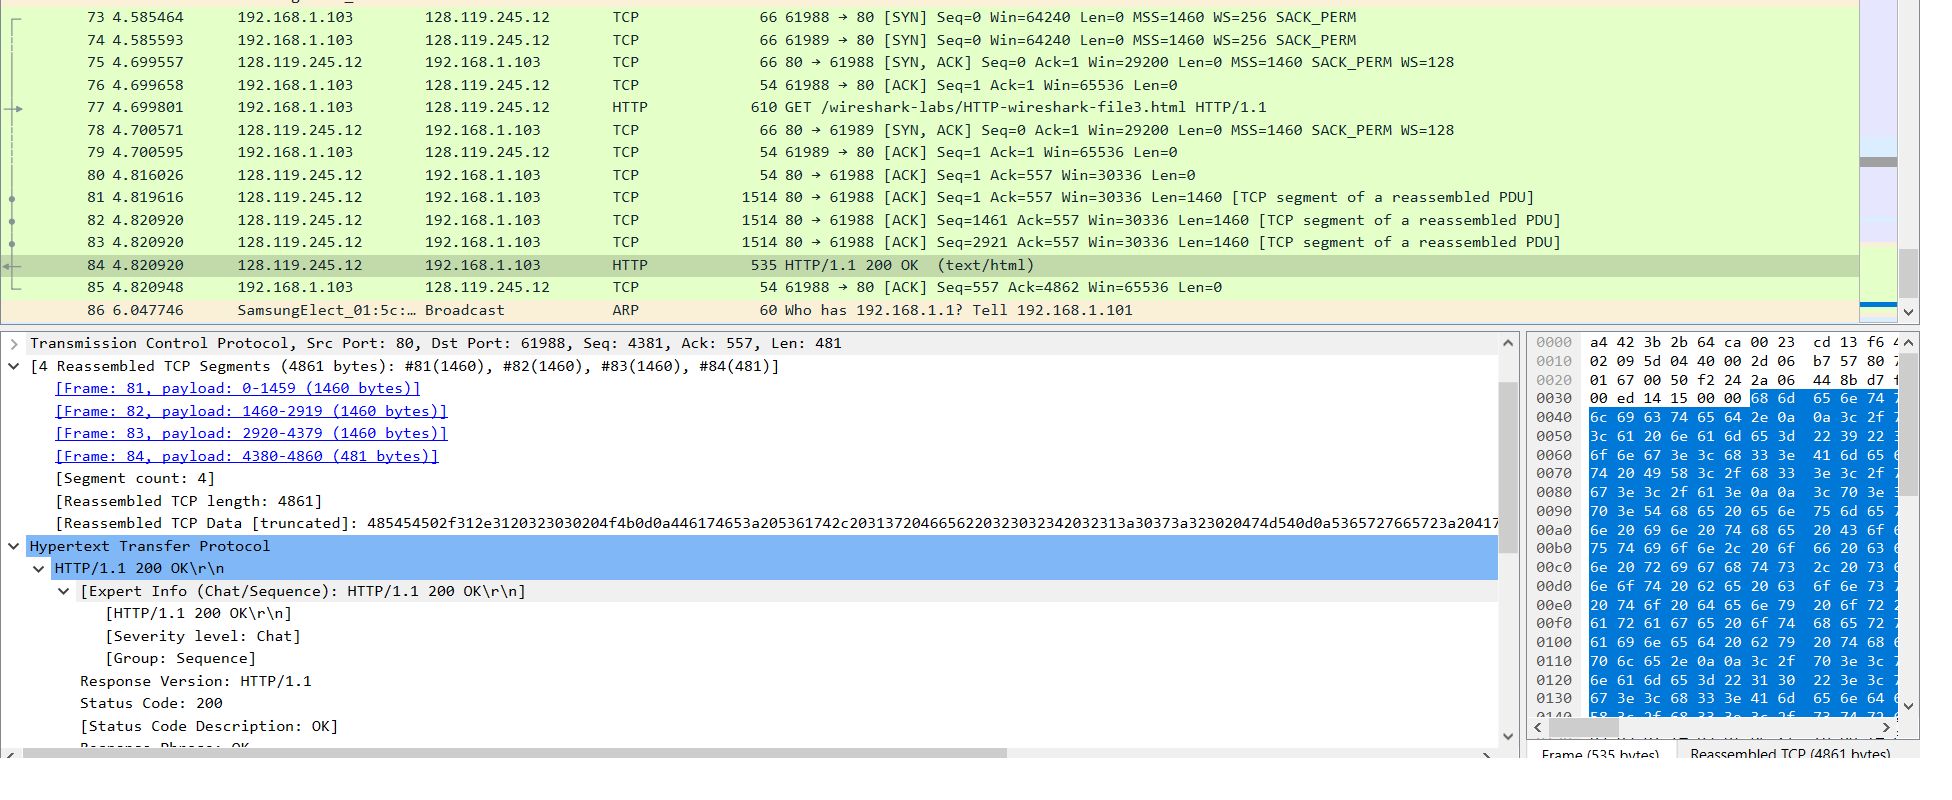 73 4.585464 192.168.1.103 128.119.245.12 TCP 66 61988 → 80 [SYN] Seq=0 Win=64240 Len=0 MSS=1460 WS=256 SACK_PERM
74 4.585593 192.168.1.103 128.119.245.12 TCP 66 61989 → 80 [SYN] Seq=0 Win=64240 Len=0 MSS=1460 WS=256 SACK_PERM
75 4.699557 128.119.245.12 192.168.1.103 TCP 66 80 → 61988 [SYN, ACK] Seq=0 Ack=1 Win=29200 Len=0 MSS=1460 SACK_PERM WS=128
76 4.699658 192.168.1.103 128.119.245.12 TCP 54 61988 → 80 [ACK] Seq=1 Ack=1 Win=65536 Len=0
77 4.699801 192.168.1.103 128.119.245.12 HTTP 610 GET /wireshark-labs/HTTP-wireshark-file3.html HTTP/1.1
78 4.700571 128.119.245.12 192.168.1.103 TCP 66 80 → 61989 [SYN, ACK] Seq=0 Ack=1 Win=29200 Len=0 MSS=1460 SACK_PERM WS=128
79 4.700595 192.168.1.103 128.119.245.12 TCP 54 61989 → 80 [ACK] Seq=1 Ack=1 Win=65536 Len=0
80 4.816026 128.119.245.12 192.168.1.103 TCP 54 80 → 61988 [ACK] Seq=1 Ack=557 Win=30336 Len=0
81 4.819616 128.119.245.12 192.168.1.103 TCP 1514 80 → 61988 [ACK] Seq=1 Ack=557 Win=30336 Len=1460 [TCP segment of a reassembled PDU]
82 4.820920 128.119.245.12 192.168.1.103 TCP 1514 80 → 61988 [ACK] Seq=1461 Ack=557 Win=30336 Len=1460 [TCP segment of a reassembled PDU]
83 4.820920 128.119.245.12 192.168.1.103 TCP 1514 80 → 61988 [ACK] Seq=2921 Ack=557 Win=30336 Len=1460 [TCP segment of a reassembled PDU]
84 4.820920 128.119.245.12 192.168.1.103 HTTP 535 HTTP/1.1 200 OK (text/html)
85 4.820948 192.168.1.103 128.119.245.12 TCP 54 61988 → 80 [ACK] Seq=557 Ack=4862 Win=65536 Len=0
86 6.047746 SamsungElect_01:5c:… Broadcast ARP 60 Who has 192.168.1.1? Tell 192.168.1.101
Transmission Control Protocol, Src Port: 80, Dst Port: 61988, Seq: 4381, Ack: 557, Len: 481
[4 Reassembled TCP Segments (4861 bytes): #81(1460), #82(1460), #83(1460), #84(481)]
[Frame: 81, payload: 0-1459 (1460 bytes)]
[Frame: 82, payload: 1460-2919 (1460 bytes)]
[Frame: 83, payload: 2920-4379 (1460 bytes)]
[Frame: 84, payload: 4380-4860 (481 bytes)]
[Segment count: 4]
[Reassembled TCP length: 4861]
[Reassembled TCP Data [truncated]: 485454502f312e3120323030204f4b0d0a446174653a205361742c20313720466562203230323420032313a30373a323020474d540d0a5365727665723a20417
Hypertext Transfer Protocol
HTTP/1.1 200 OK\r\n
[Expert Info (Chat/Sequence): HTTP/1.1 200 OK\r\n]
[HTTP/1.1 200 OK\r\n]
[Severity level: Chat]
[Group: Sequence]
Response Version: HTTP/1.1
Status Code: 200
[Status Code Description: OK]
Response Phrase: OK
0000 a4 42 3b 2b 64 ca 00 23 cd 13 f6
0010 02 09 5d 04 40 00 2d 06 b7 57 80
0020 01 67 00 50 f2 24 2a 06 44 8b d7
0030 00 ed 14 15 00 00 68 6d 65 6e 74
0040 6c 69 63 74 65 64 2e 0a 0a 3c 2f
0050 3c 61 20 6e 61 6d 65 3d 22 39 22
0060 6f 6e 67 3e 3c 68 33 3e 41 6d 65
0070 74 20 49 58 3c 2f 68 33 3e 3c 2f
0080 67 3e 3c 2f 61 3e 0a 0a 3c 70 3e
0090 70 3e 54 68 65 20 65 6e 75 6d 65
00a0 6e 20 69 6e 20 74 68 65 20 43 6f
00b0 75 74 69 6f 6e 2c 20 6f 66 20 63
00c0 6e 20 72 69 67 68 74 73 2c 20 73
00d0 6e 6f 74 20 62 65 20 63 6f 6e 73
00e0 20 74 6f 20 64 65 6e 79 20 6f 72
00f0 61 72 61 67 65 20 6f 74 68 65 72
0100 61 69 6e 65 64 20 62 79 20 74 68
0110 70 6c 65 2e 0a 0a 3c 2f 70 3e 3c
0120 6e 61 6d 65 3d 22 31 30 22 3e 3c
0130 67 3e 3c 68 33 3e 41 6d 65 6e 64
0140 58 3c 2f 68 33 3e 3c 2f 73 74 72
Frame (535 bytes) Reassembled TCP (4861 bytes)